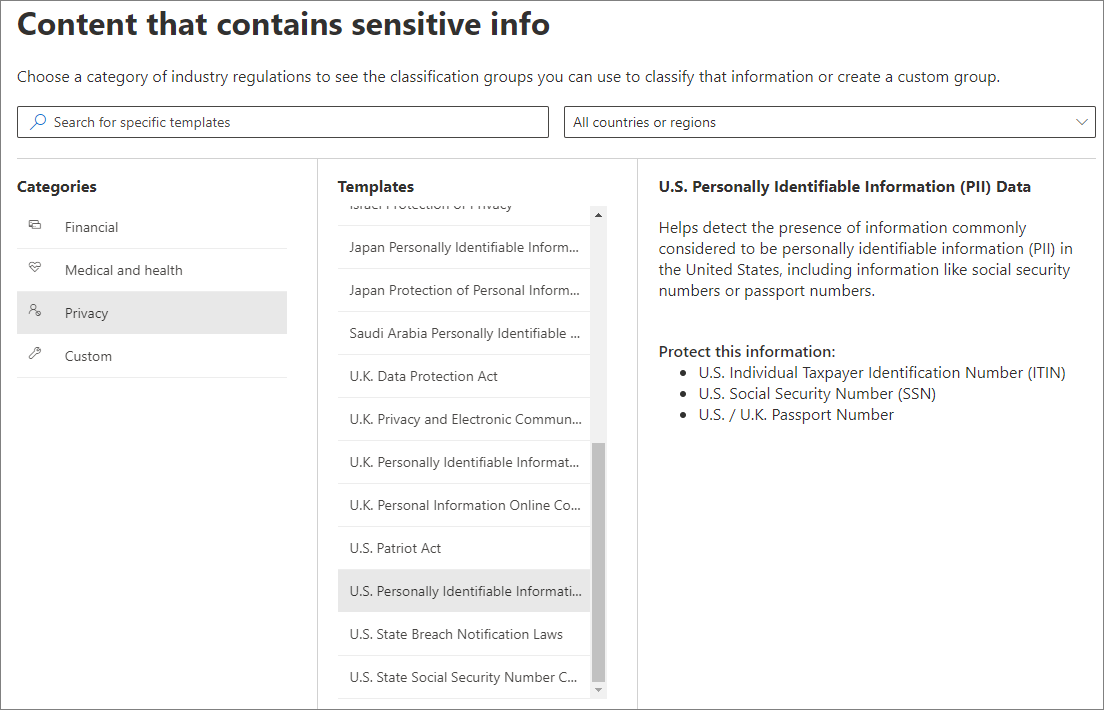 Content that contains sensitive info
Choose a category of industry regulations to see the classification groups you can use to classify that information or create a custom group.
Search for specific templates
All countries or regions
Categories
Financial
Medical and health
Privacy
Custom
Templates
Israel Protection of Privacy
Japan Personally Identifiable Inform...
Japan Protection of Personal Inform...
Saudi Arabia Personally Identifiable ...
U.K. Data Protection Act
U.K. Privacy and Electronic Commun...
U.K. Personally Identifiable Informat...
U.K. Personal Information Online Co...
U.S. Patriot Act
U.S. Personally Identifiable Informati...
U.S. State Breach Notification Laws
U.S. State Social Security Number C...
U.S. Personally Identifiable Information (PII) Data
Helps detect the presence of information commonly
considered to be personally identifiable information (PII) in
the United States, including information like social security
numbers or passport numbers.
Protect this information:
• U.S. Individual Taxpayer Identification Number (ITIN)
• U.S. Social Security Number (SSN)
• U.S. / U.K. Passport Number